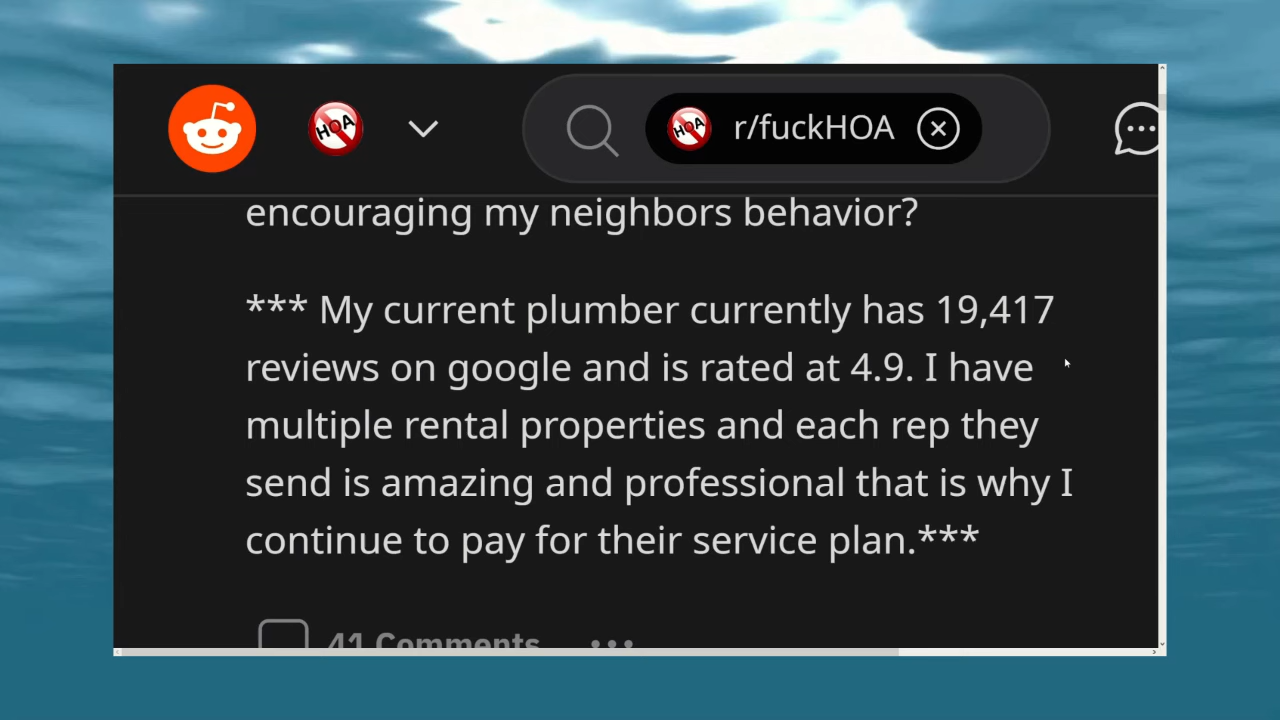 HOA
HOA
r/fuckHOA
encouraging my neighbors behavior?
*** My current plumber currently has 19,417
reviews on google and is rated at 4.9. I have
multiple rental properties and each rep they
send is amazing and professional that is why I
continue to pay for their service plan.***
41 Comments